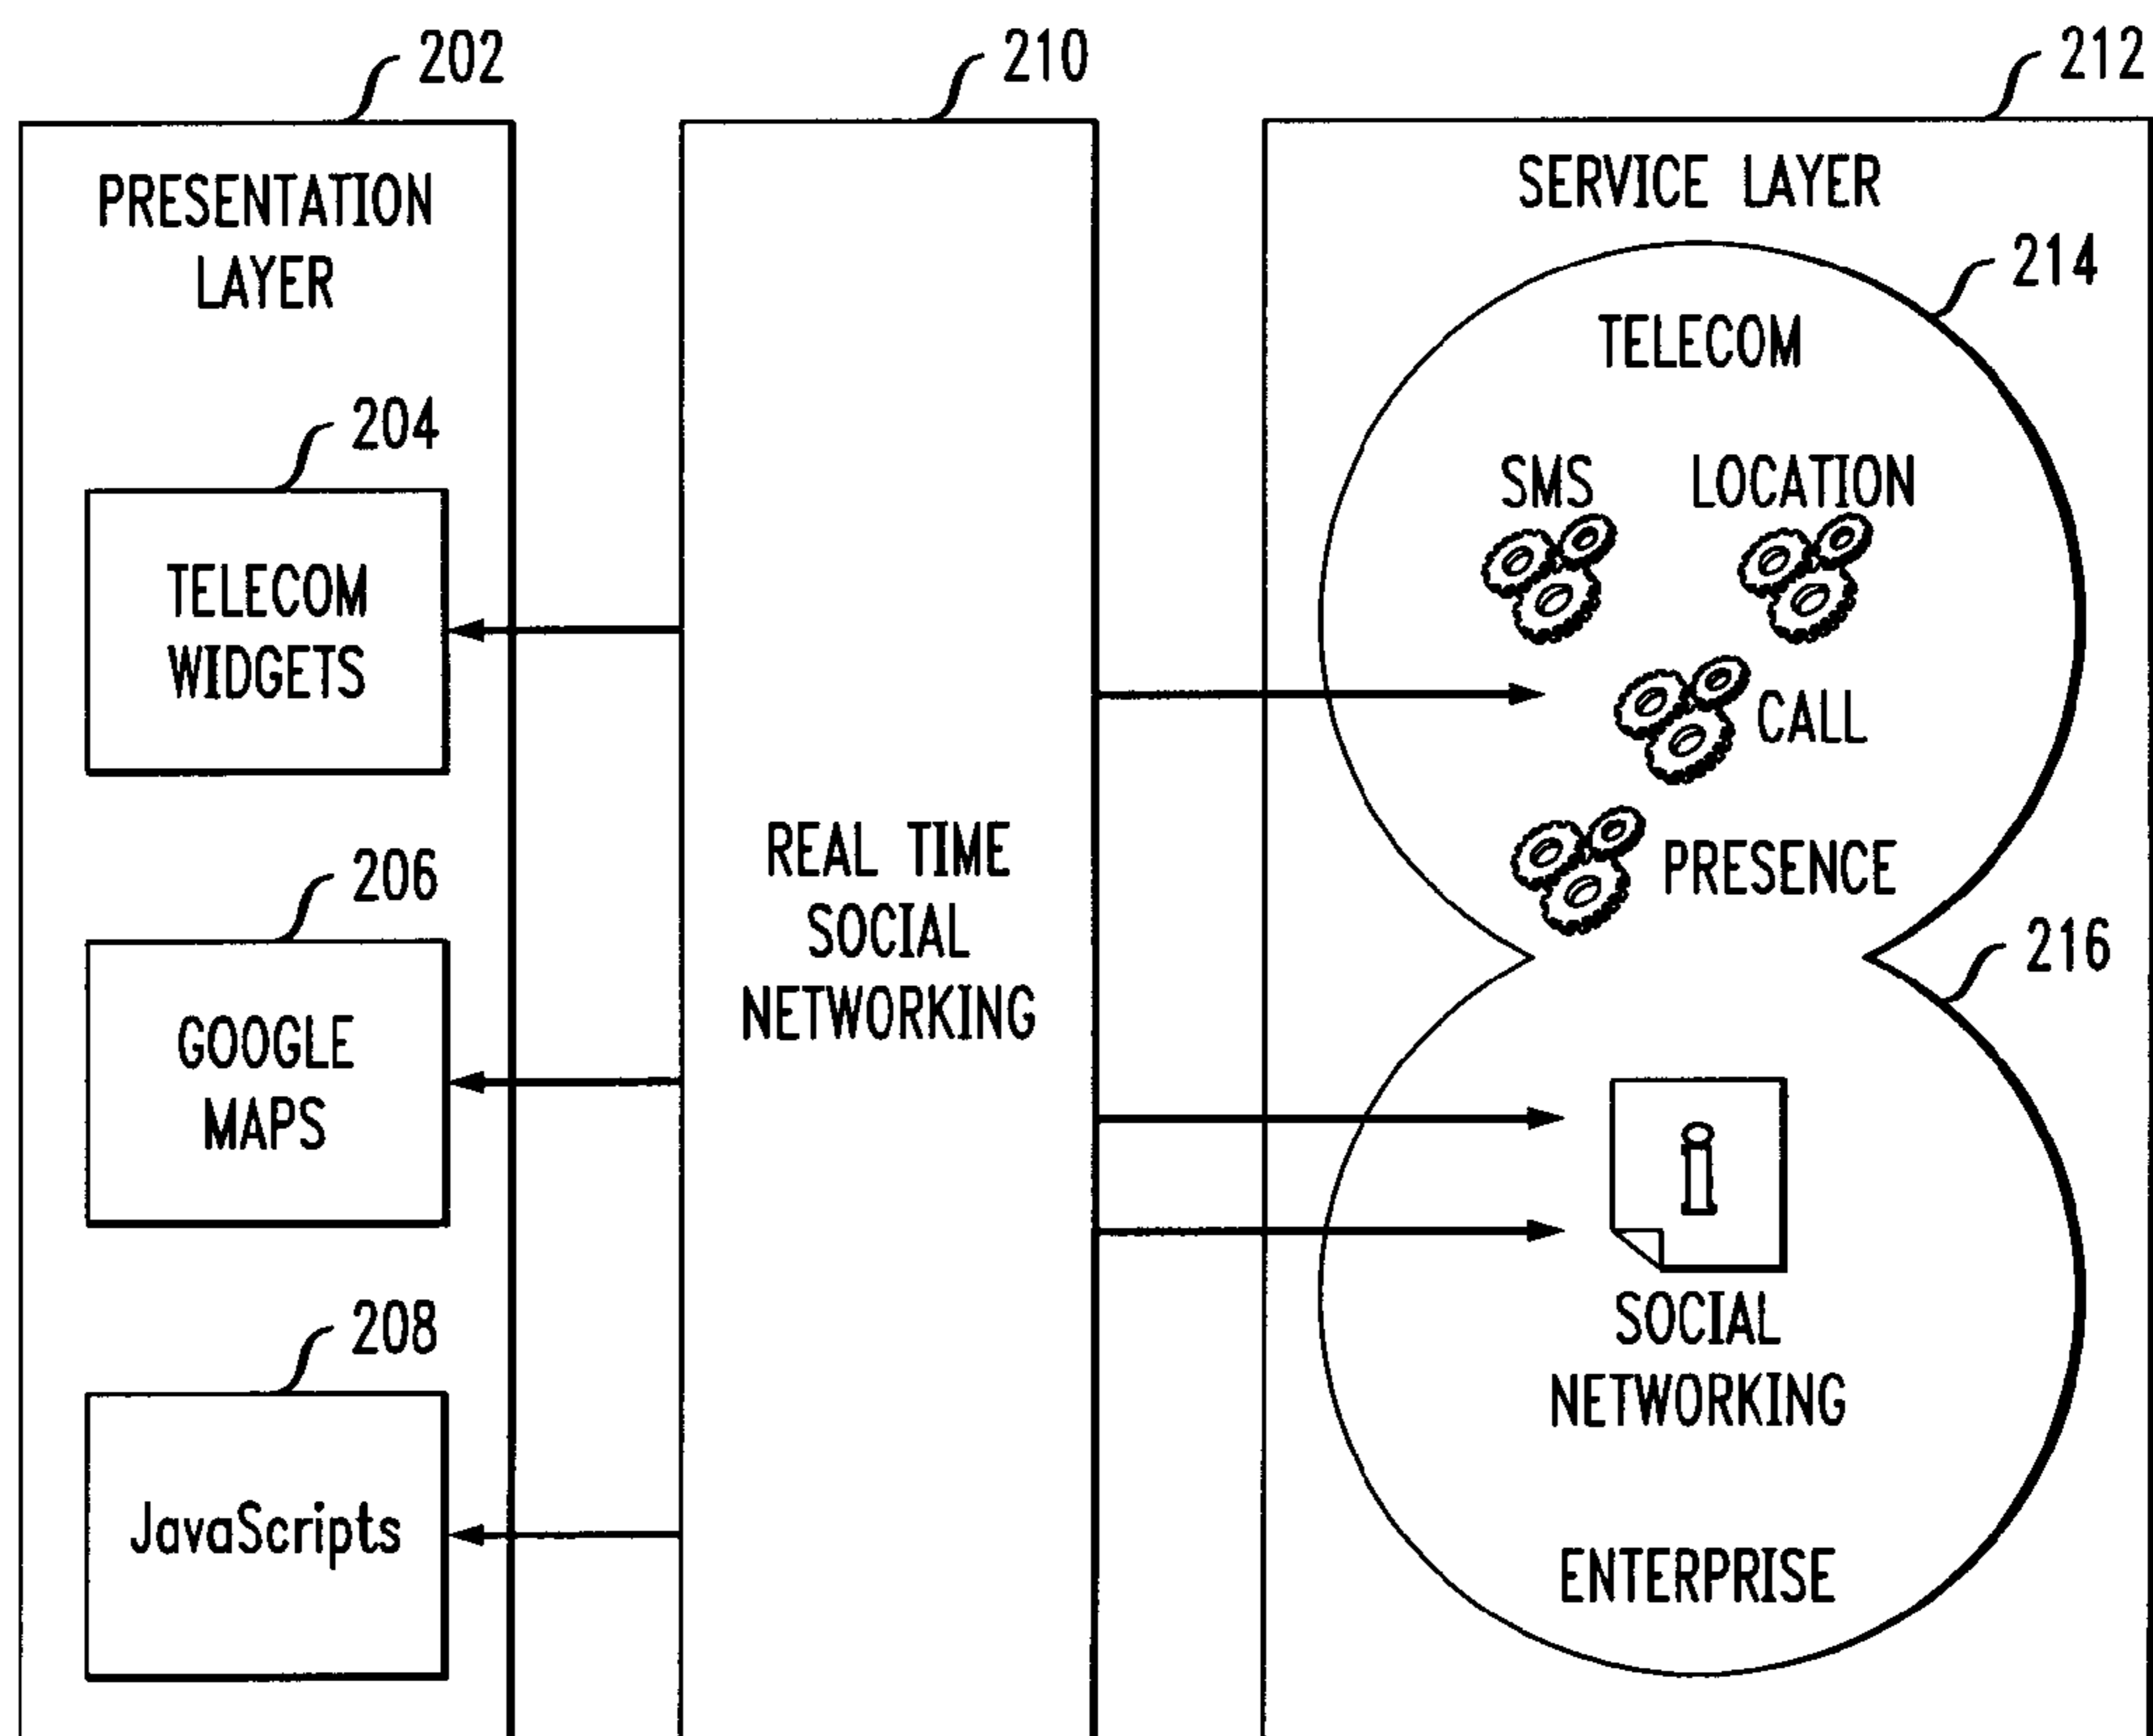 202
PRESENTATION
LAYER
204
TELECOM
WIDGETS
206
GOOGLE
MAPS
208
JavaScripts
210
REAL TIME
SOCIAL
NETWORKING
212
SERVICE LAYER
214
TELECOM
SMS
LOCATION
CALL
PRESENCE
216
i
SOCIAL
NETWORKING
ENTERPRISE